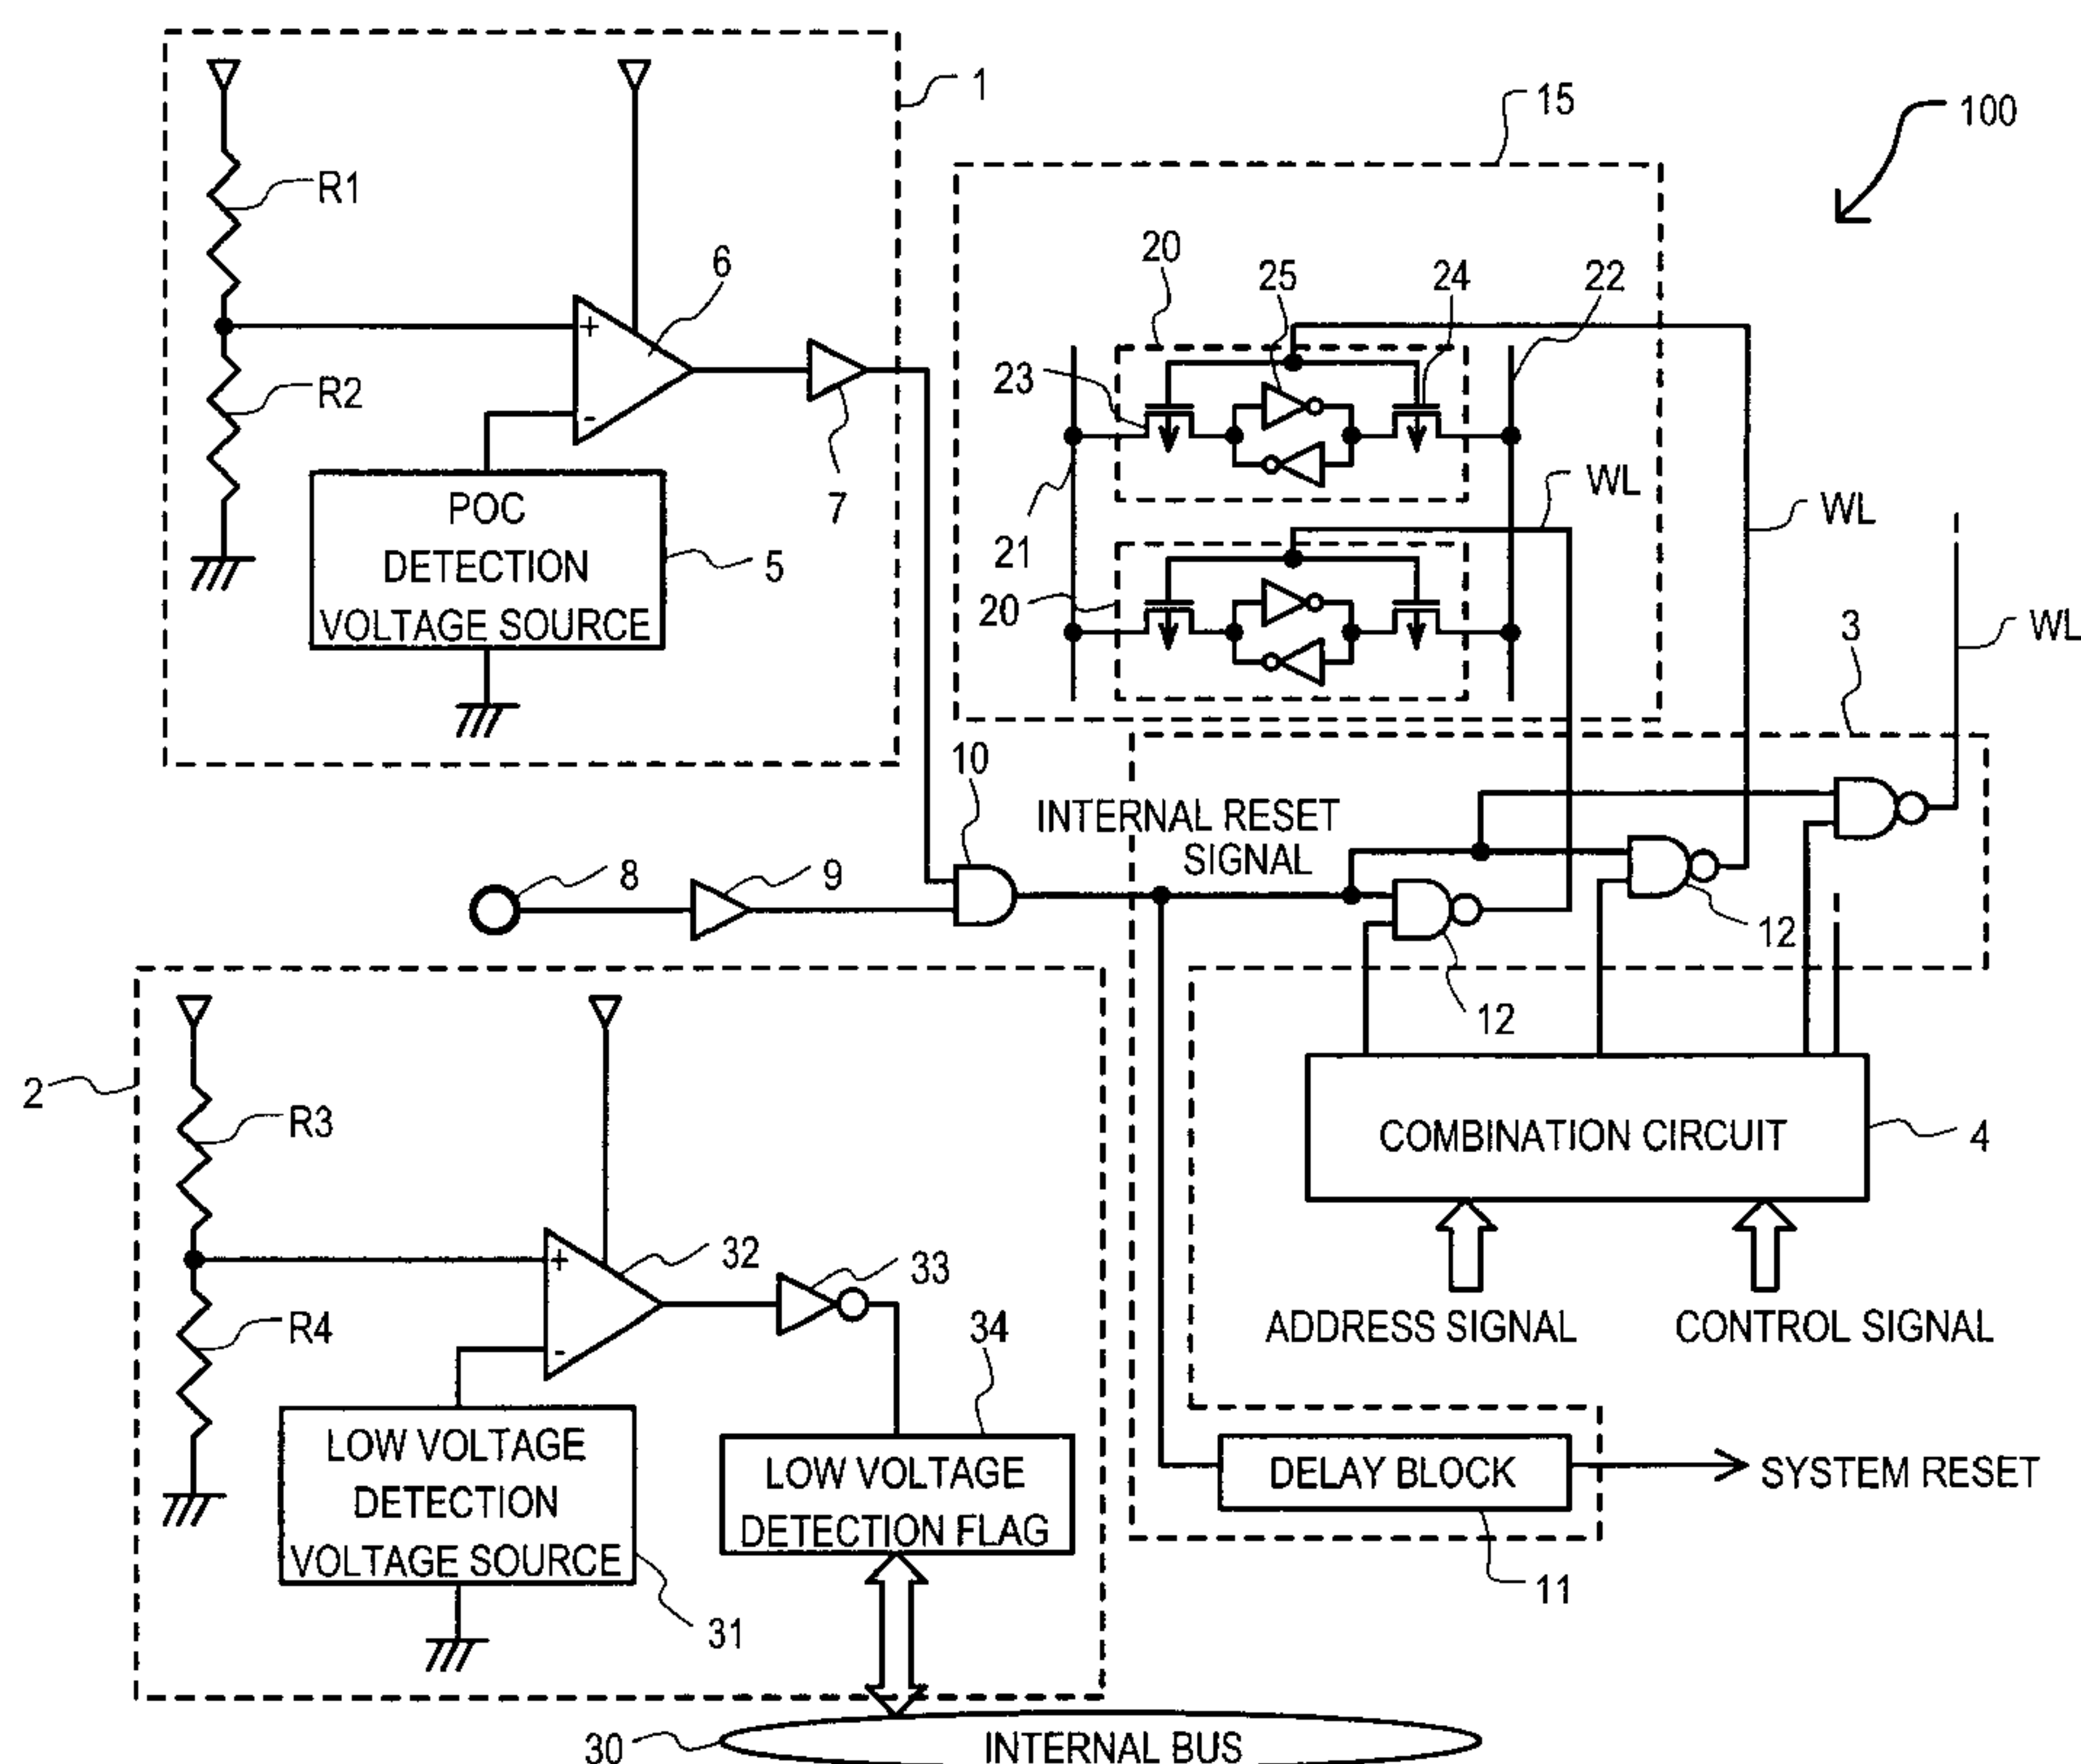 1
15
100
R1
20
25
24
22
6
23
R2
+
-
7
POC
DETECTION
VOLTAGE SOURCE
5
21
WL
WL
20
3
WL
10
INTERNAL RESET
SIGNAL
8
9
12
12
2
R3
COMBINATION CIRCUIT
4
+
-
32
33
R4
34
ADDRESS SIGNAL
CONTROL SIGNAL
LOW VOLTAGE
DETECTION
VOLTAGE SOURCE
LOW VOLTAGE
DETECTION FLAG
DELAY BLOCK
SYSTEM RESET
31
11
30
INTERNAL BUS